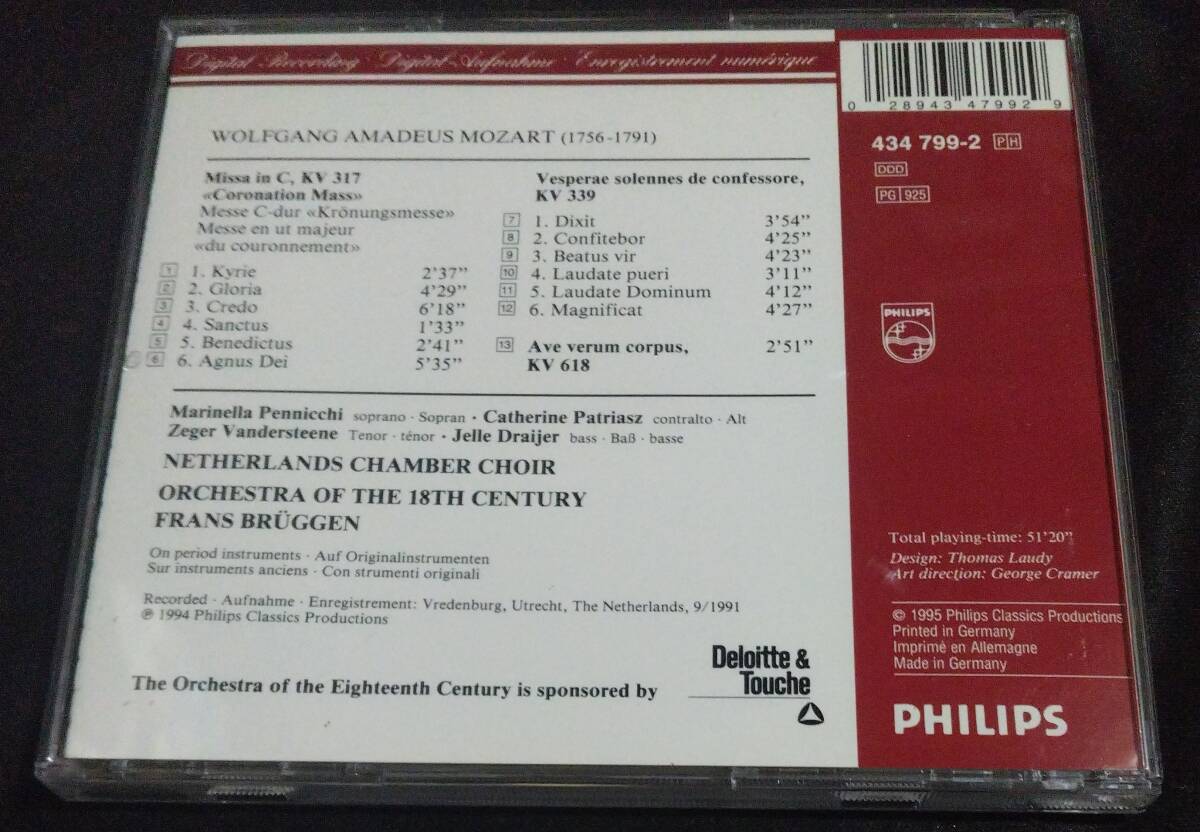 Digital Recording · Digital-Aufnahme · Enregistrement numérique
WOLFGANG AMADEUS MOZART (1756-1791)
Missa in C, KV 317
«Coronation Mass»
Messe C-dur «Krönungsmesse»
Messe en ut majeur
«du couronnement»
1 1. Kyrie 2'37"
2 2. Gloria 4'29"
3 3. Credo 6'18"
4 4. Sanctus 1'33"
5 5. Benedictus 2'41"
6 6. Agnus Dei 5'35"
Vesperae solennes de confessore,
KV 339
7 1. Dixit 3'54"
8 2. Confitebor 4'25"
9 3. Beatus vir 4'23"
10 4. Laudate pueri 3'11"
11 5. Laudate Dominum 4'12"
12 6. Magnificat 4'27"
13 Ave verum corpus, 2'51"
KV 618
Marinella Pennicchi soprano · Sopran · Catherine Patriasz contralto · Alt
Zeger Vandersteene Tenor · ténor · Jelle Draijer bass · Baß · basse
NETHERLANDS CHAMBER CHOIR
ORCHESTRA OF THE 18TH CENTURY
FRANS BRÜGGEN
On period instruments · Auf Originalinstrumenten
Sur instruments anciens · Con strumenti originali
Recorded · Aufnahme · Enregistrement: Vredenburg, Utrecht, The Netherlands, 9/1991
℗ 1994 Philips Classics Productions
The Orchestra of the Eighteenth Century is sponsored by
Deloitte &
Touche
0 28943 47992 9
434 799-2 PH
DDD
PG 925
PHILIPS
Total playing-time: 51'20"
Design: Thomas Laudy
Art direction: George Cramer
© 1995 Philips Classics Productions
Printed in Germany
Imprimé en Allemagne
Made in Germany
PHILIPS